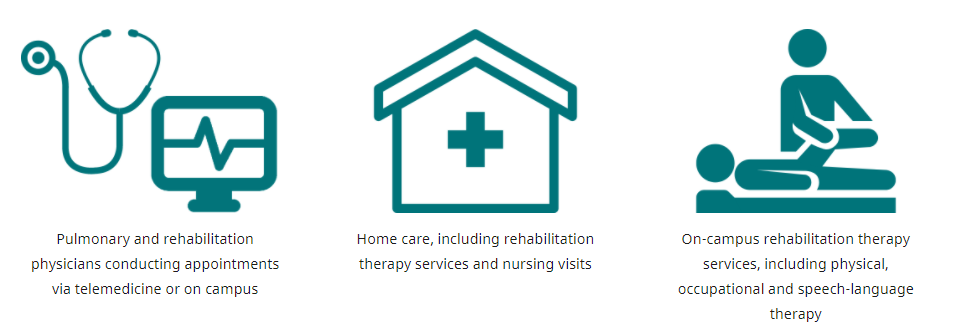 Pulmonary and rehabilitation
physicians conducting appointments
via telemedicine or on campus
Home care, including rehabilitation
therapy services and nursing visits
On-campus rehabilitation therapy
services, including physical,
occupational and speech-language
therapy